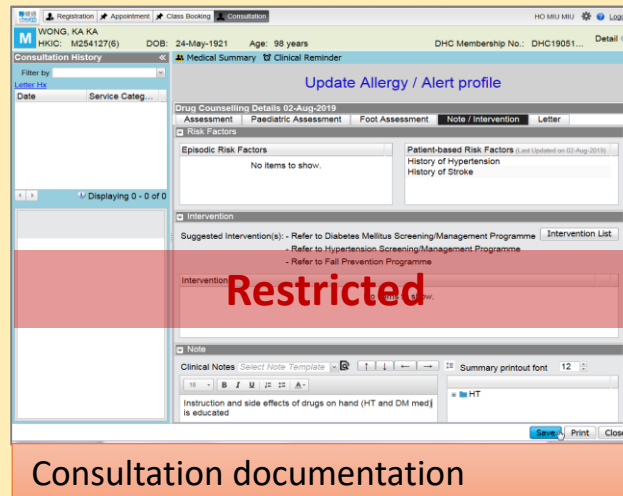 Registration Appointment Class Booking Consultation HO MIU MIU Logo
M WONG, KA KA
HKIC: M254127(6) DOB: 24-May-1921 Age: 98 years DHC Membership No.: DHC19051... Detail
Consultation History « Medical Summary Clinical Reminder
Filter by
Letter Hx
Date Service Categ...
Displaying 0 - 0 of 0
Update Allergy / Alert profile
Drug Counselling Details 02-Aug-2019
Assessment Paediatric Assessment Foot Assessment Note / Intervention Letter
Risk Factors
Episodic Risk Factors
No items to show.
Patient-based Risk Factors (Last Updated on 02-Aug-2019)
History of Hypertension
History of Stroke
Intervention
Suggested Intervention(s): - Refer to Diabetes Mellitus Screening/Management Programme Intervention List
- Refer to Hypertension Screening/Management Programme
- Refer to Fall Prevention Programme
Intervention
Restricted
Note
Clinical Notes Select Note Template ↑ ↓ ← → Summary printout font 12
10 B I U A
HT
Instruction and side effects of drugs on hand (HT and DM med)
is educated
Save Print Close
Consultation documentation